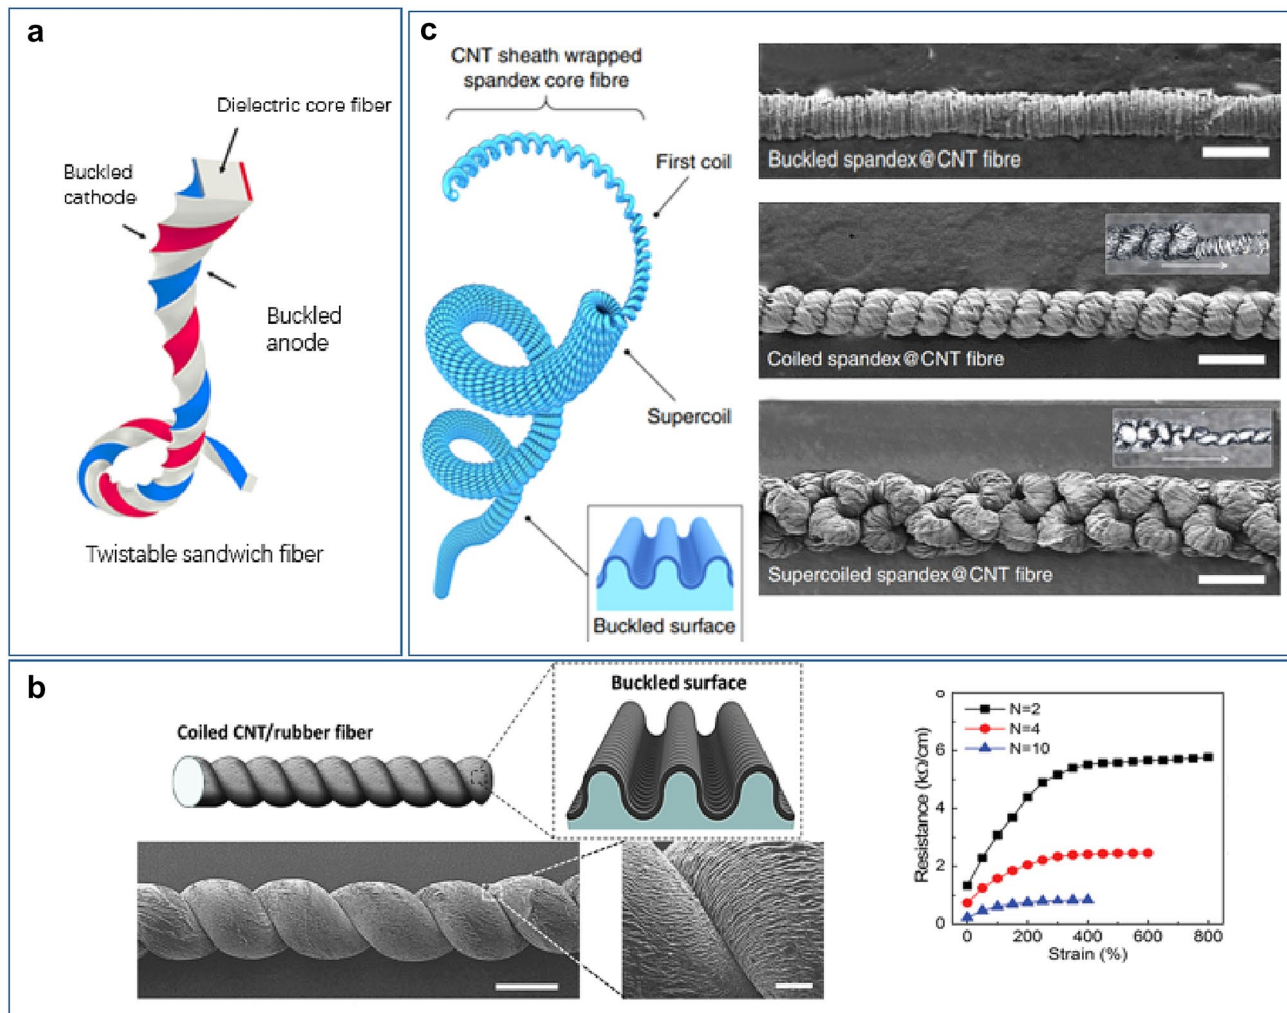 a
Dielectric core fiber
Buckled
cathode
Buckled
anode
Twistable sandwich fiber
c
CNT sheath wrapped
spandex core fibre
First coil
Supercoil
Buckled surface
Buckled spandex@CNT fibre
Coiled spandex@CNT fibre
Supercoiled spandex@CNT fibre
b
Coiled CNT/rubber fiber
Buckled surface
Resistance (kΩ/cm)
6
4
2
0
N=2
N=4
N=10
0 200 400 600 800
Strain (%)